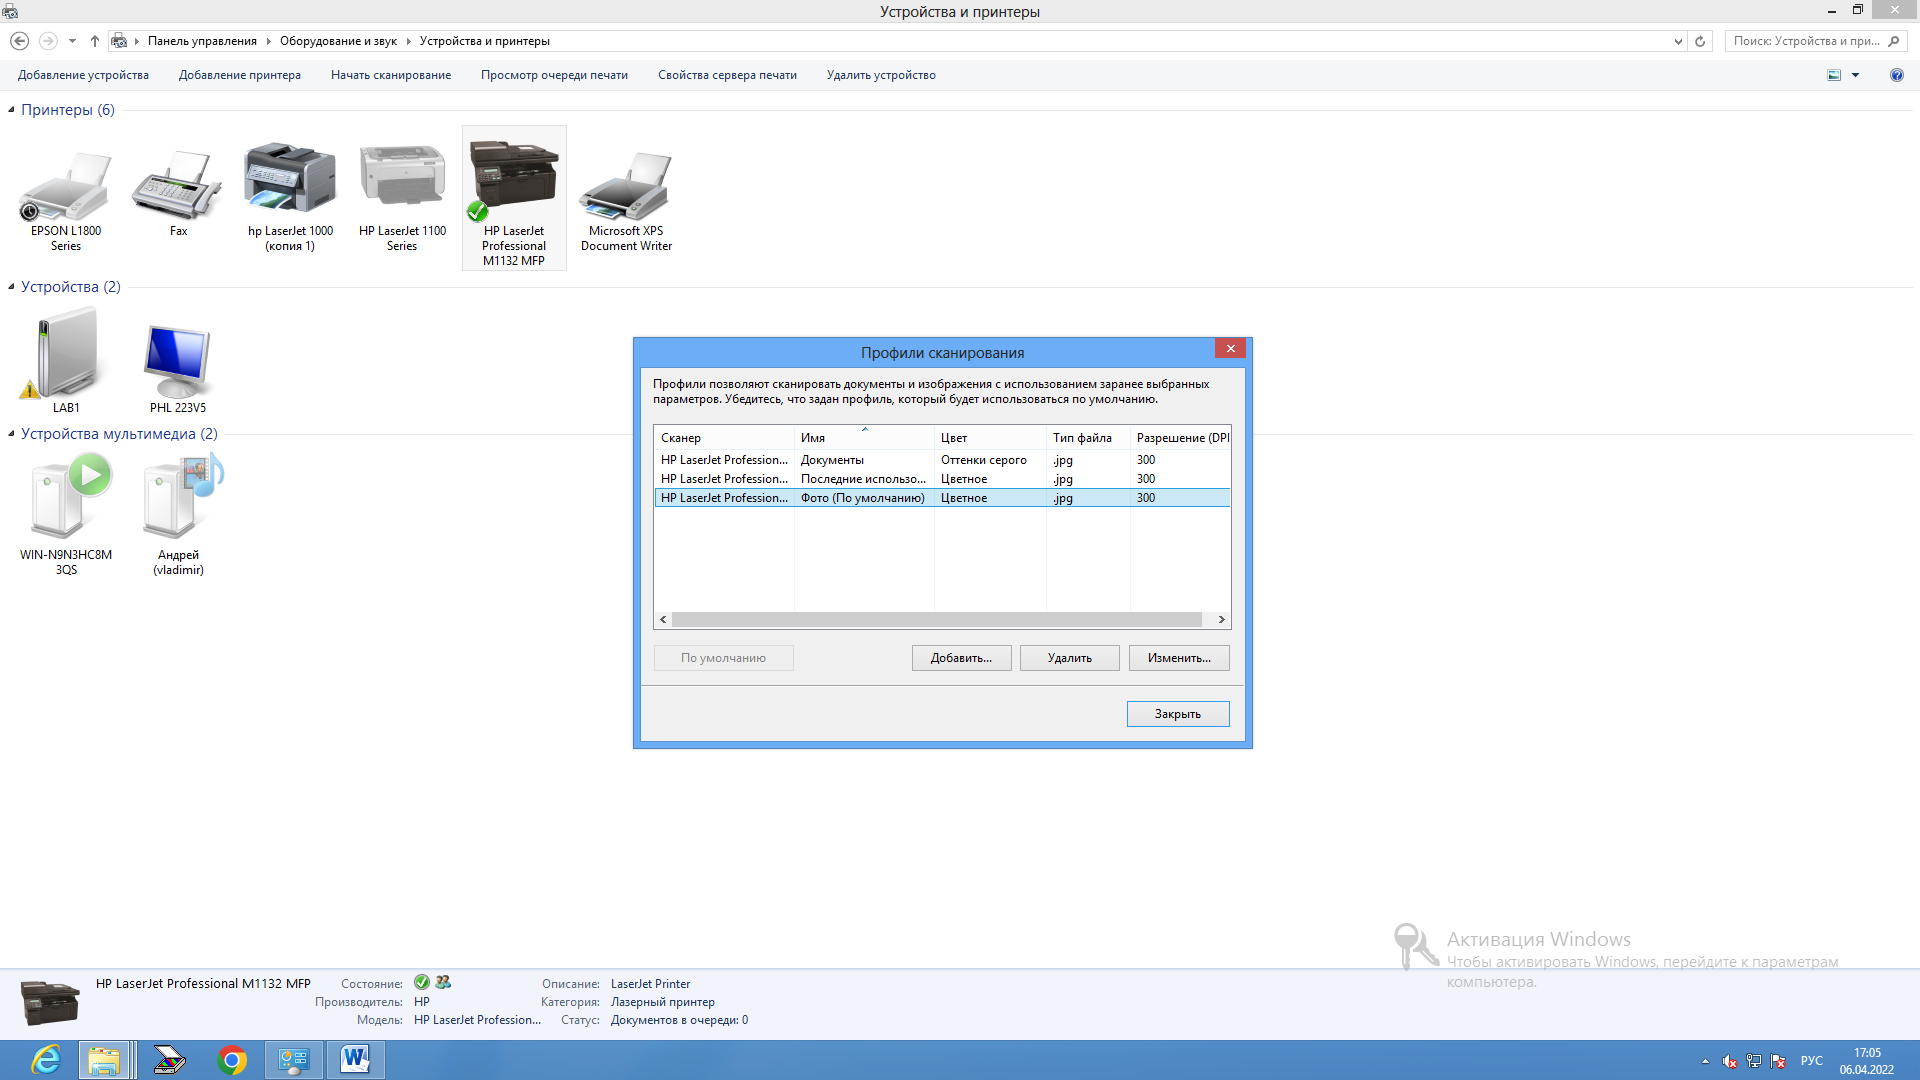 Устройства и принтеры
Панель управления
Оборудование и звук
Устройства и принтеры
Поиск: Устройства и при...
Добавление устройства
Добавление принтера
Начать сканирование
Просмотр очереди печати
Свойства сервера печати
Удалить устройство
Принтеры (6)
EPSON L1800
Series
Fax
hp LaserJet 1000
(копия 1)
HP LaserJet 1100
Series
HP LaserJet
Professional
M1132 MFP
Microsoft XPS
Document Writer
Устройства (2)
LAB1
PHL 223V5
Устройства мультимедиа (2)
WIN-N9N3HC8M
3QS
Андрей
(vladimir)
Профили сканирования
Профили позволяют сканировать документы и изображения с использованием заранее выбранных
параметров. Убедитесь, что задан профиль, который будет использоваться по умолчанию.
Сканер Имя Цвет Тип файла Разрешение (DPI
HP LaserJet Profession... Документы Оттенки серого .jpg 300
HP LaserJet Profession... Последние использо... Цветное .jpg 300
HP LaserJet Profession... Фото (По умолчанию) Цветное .jpg 300
По умолчанию
Добавить...
Удалить
Изменить...
Закрыть
Активация Windows
Чтобы активировать Windows, перейдите к параметрам
компьютера.
HP LaserJet Professional M1132 MFP
Состояние:
Описание: LaserJet Printer
Производитель: HP
Категория: Лазерный принтер
Модель: HP LaserJet Profession...
Статус: Документов в очереди: 0
РУС
17:05
06.04.2022